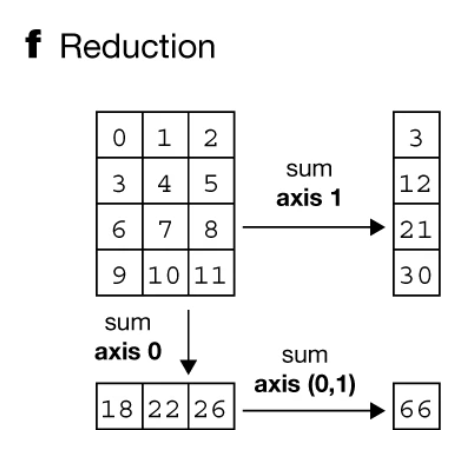 f Reduction
0 1 2
3 4 5
6 7 8
9 10 11
sum
axis 1
3
12
21
30
sum
axis 0
18 22 26
sum
axis (0,1)
66